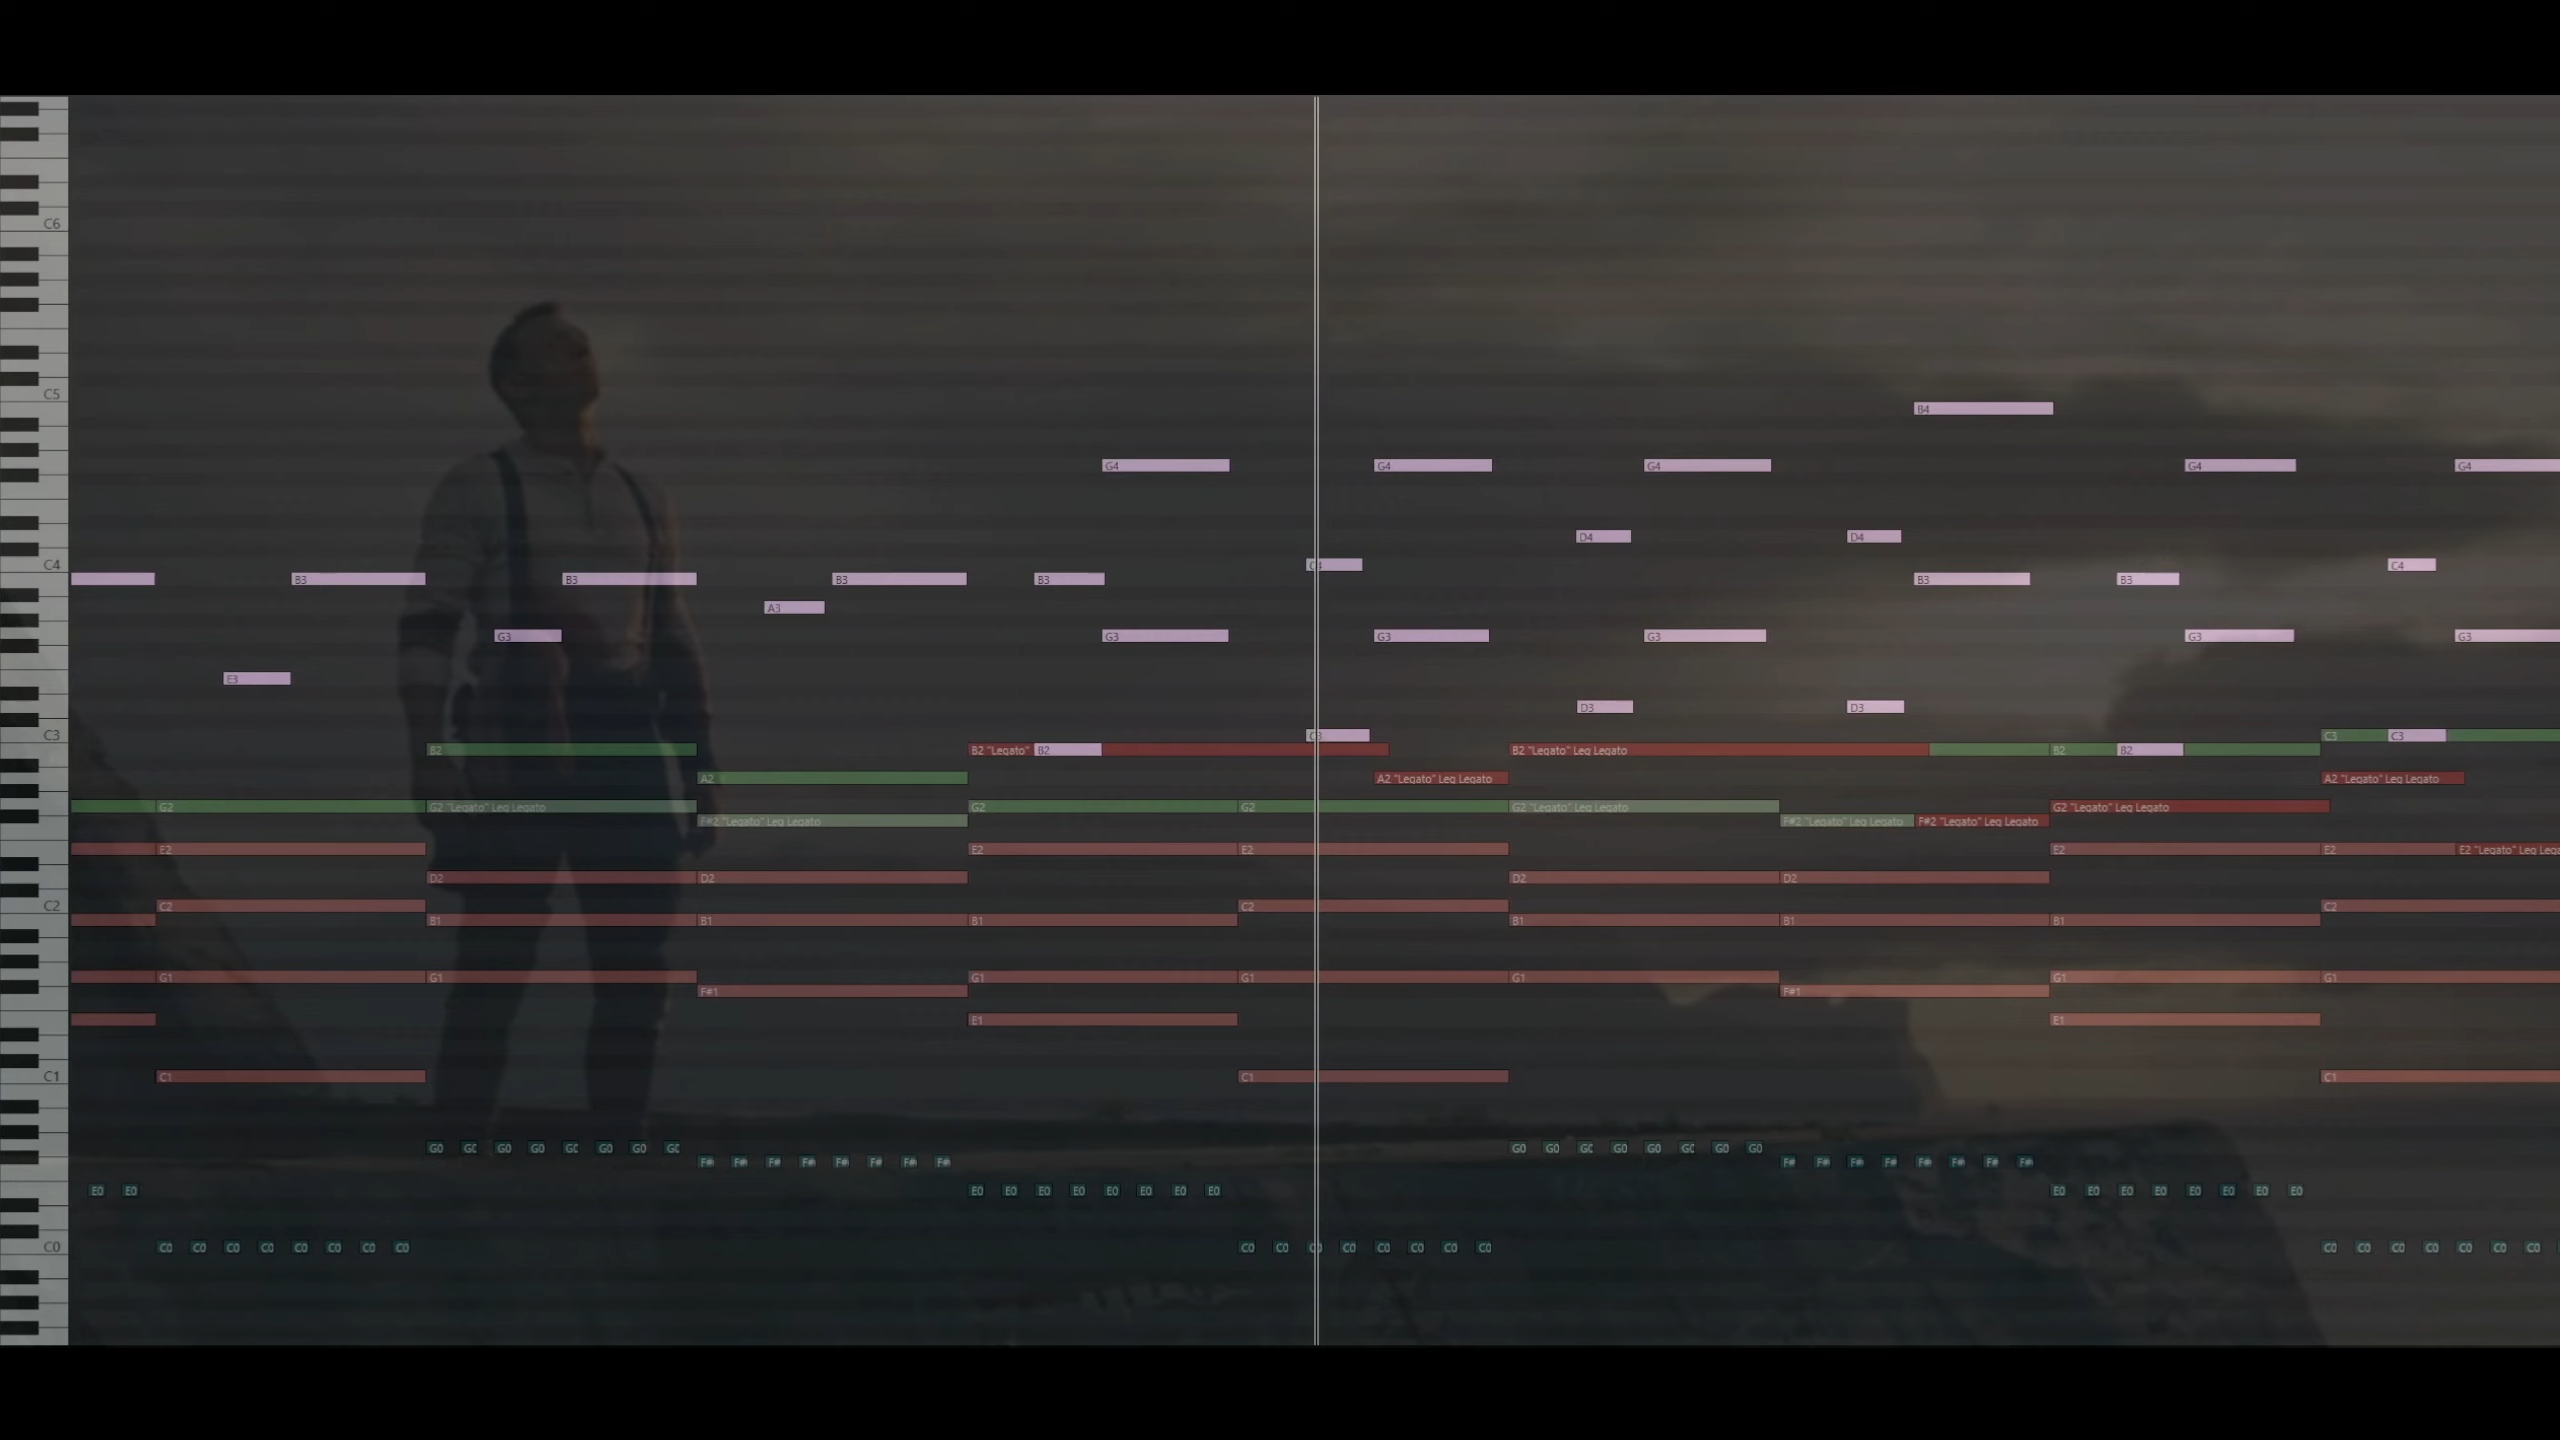 C6
C5
B4
G4 G4 G4 G4 G4
D4 D4
C4 C4
B3 B3 B3 B3 B3 B3
A3
G3 G3 G3 G3 G3 G3
E3
D3 D3
C3 C3 C3
B2 B2 "Legato" B2 B2 "Legato" Leg Legato B2 B2
A2 A2 "Legato" Leg Legato A2 "Legato" Leg Legato
G2 G2 "Legato" Leg Legato G2 G2 G2 "Legato" Leg Legato G2 "Legato" Leg Legato
F#2 "Legato" Leg Legato F#2 "Legato" Leg Legato F#2 "Legato" Leg Legato
E2 E2 E2 E2 E2 E2 "Legato" Leg
D2 D2 D2 D2
C2 C2 C2 C2
B1 B1 B1 B1 B1 B1
G1 G1 G1 G1 G1 G1 G1
F#1 F#1
E1 E1
C1 C1 C1 C1
G0 G0 G0 G0 G0 G0 G0 G0 G0 G0 G0 G0 G0 G0 G0 G0
F# F# F# F# F# F# F# F# F# F# F# F# F# F# F# F#
E0 E0 E0 E0 E0 E0 E0 E0 E0 E0 E0 E0 E0 E0 E0 E0 E0 E0
C0 C0 C0 C0 C0 C0 C0 C0 C0 C0 C0 C0 C0 C0 C0 C0 C0 C0 C0 C0 C0 C0 C0